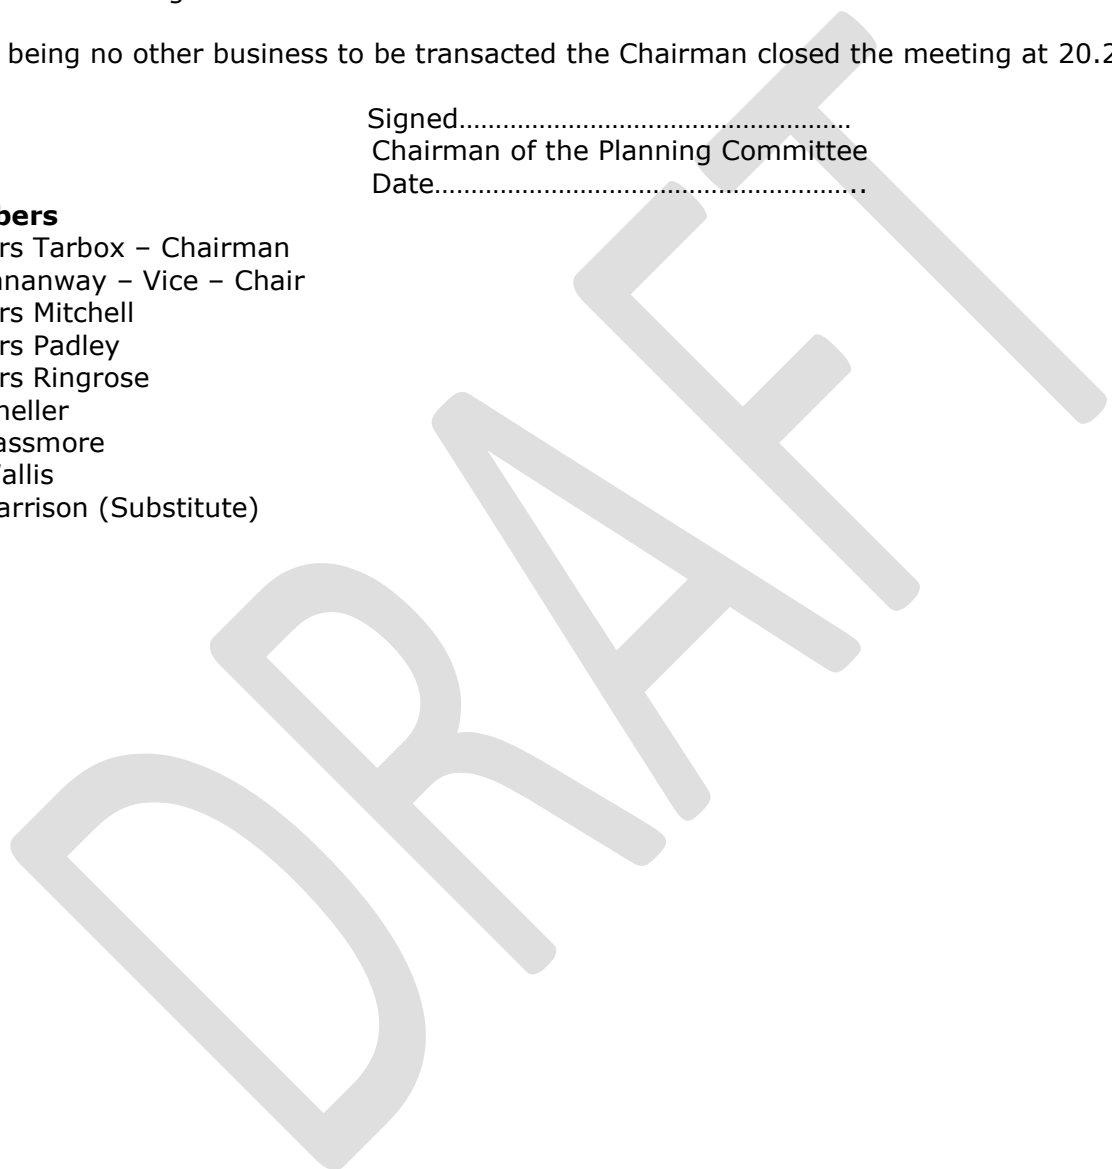 being no other business to be transacted the Chairman closed the meeting at 20.2
Signed……………………………………………
Chairman of the Planning Committee
Date………………………………………………..
bers
rs Tarbox – Chairman
nanway – Vice – Chair
rs Mitchell
rs Padley
rs Ringrose
heller
assmore
allis
arrison (Substitute)
DRAFT